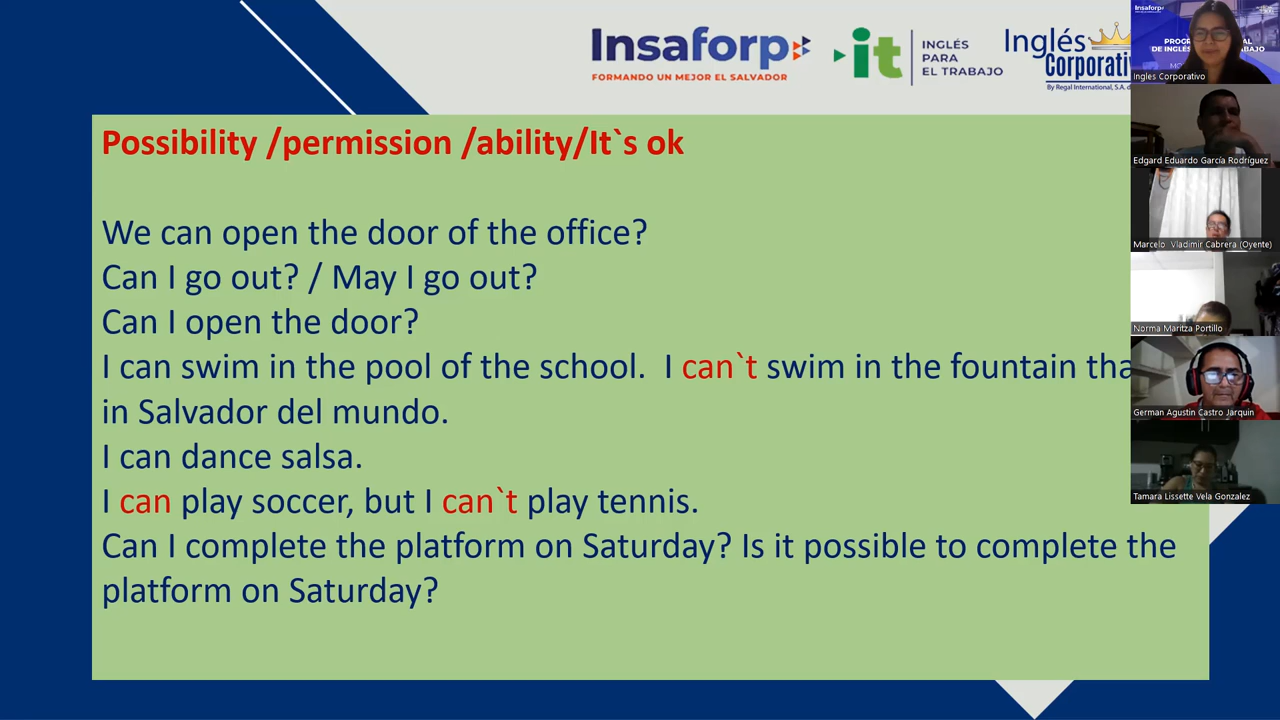 Insaforp
FORMANDO UN MEJOR EL SALVADOR
it
INGLÉS
PARA
EL TRABAJO
Inglés
Corporativ
By Regal International, S.A. d
Possibility /permission /ability/It`s ok
We can open the door of the office?
Can I go out? / May I go out?
Can I open the door?
I can swim in the pool of the school. I can`t swim in the fountain tha
in Salvador del mundo.
I can dance salsa.
I can play soccer, but I can`t play tennis.
Can I complete the platform on Saturday? Is it possible to complete the
platform on Saturday?
Insaforp
Ingles Corporativo
Edgard Eduardo García Rodríguez
Marcelo Vladimir Cabrera (Oyente)
Norma Maritza Portillo
German Agustin Castro Jarquin
Tamara Lissette Vela Gonzalez